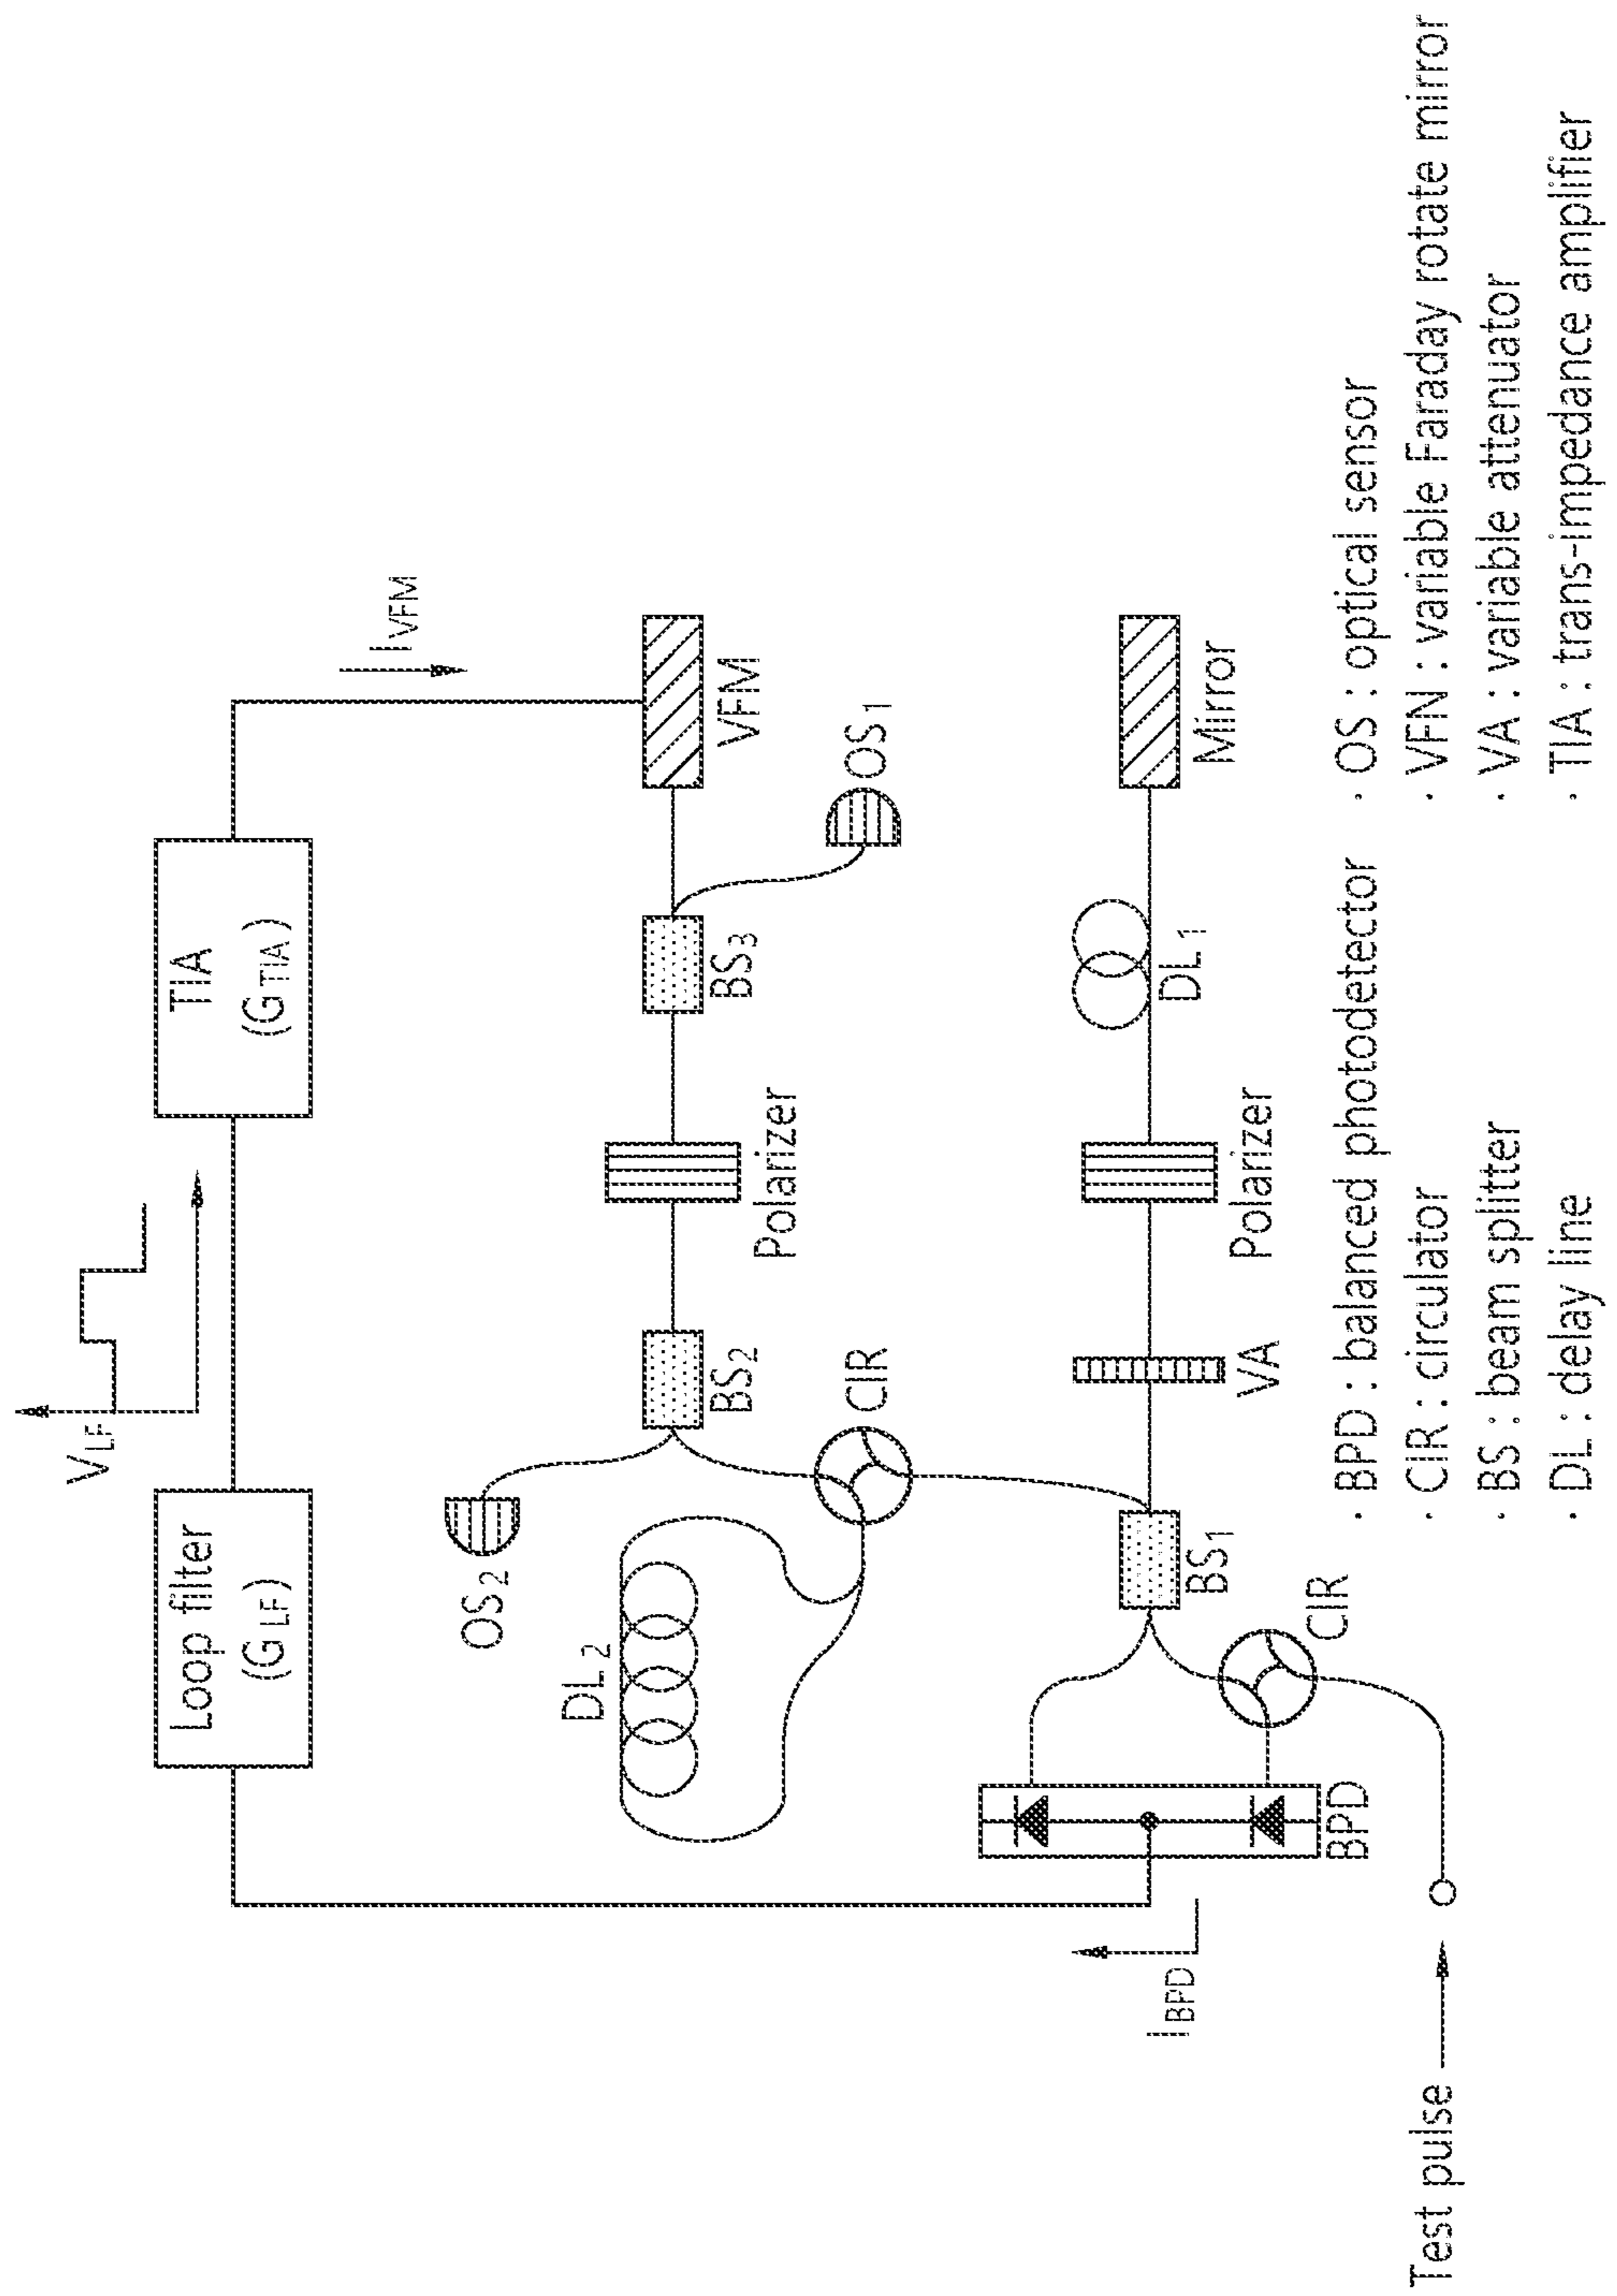 V_LF
Loop filter
(G_LF)
TIA
(G_TIA)
I_VFM
OS_2
DL_2
BS_2
Polarizer
BS_3
VFM
OS_1
CIR
BS_1
VA
Polarizer
DL_1
Mirror
CIR
BPD
I_BPD
Test pulse
· BPD : balanced photodetector
· CIR : circulator
· BS : beam splitter
· DL : delay line
· OS : optical sensor
· VFN : variable Faraday rotate mirror
· VA : variable attenuator
· TIA : trans-impedance amplifier